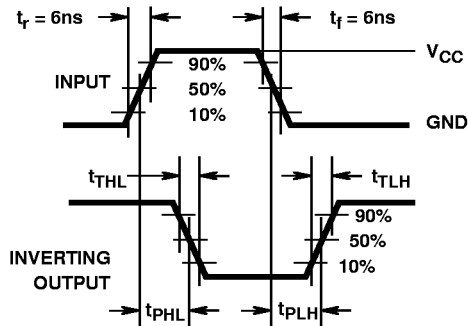 tr = 6ns
tf = 6ns
VCC
INPUT
90%
50%
10%
GND
tTHL
tTLH
90%
50%
10%
INVERTING
OUTPUT
tPHL
tPLH